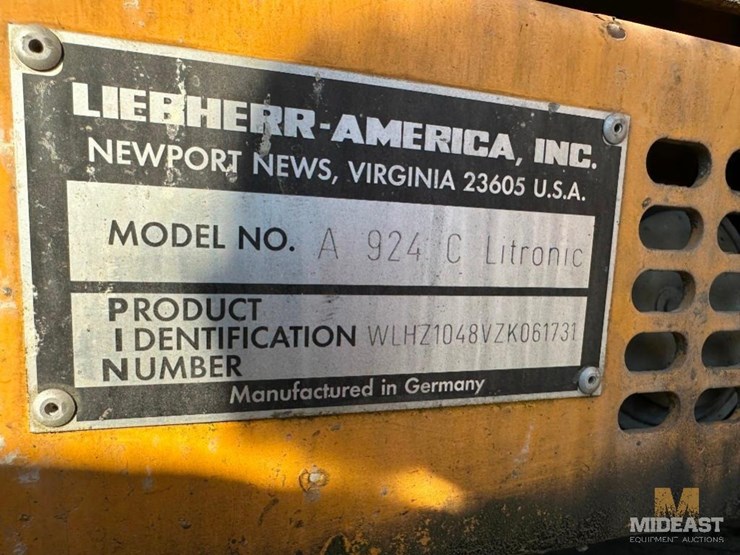 LIEBHERR-AMERICA, INC.
NEWPORT NEWS, VIRGINIA 23605 U.S.A.
MODEL NO. A 924 C Litronic
PRODUCT
IDENTIFICATION WLHZ1048VZK061731
NUMBER
Manufactured in Germany
M
MIDEAST
EQUIPMENT AUCTIONS